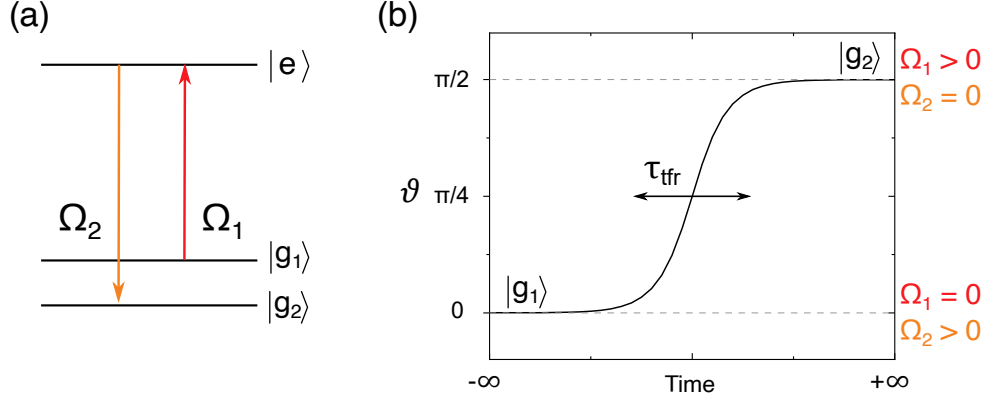 (a)
|e⟩
Ω₂
Ω₁
|g₁⟩
|g₂⟩
(b)
ϑ
π/2
π/4
0
|g₂⟩
τ_tfr
|g₁⟩
Ω₁ > 0
Ω₂ = 0
Ω₁ = 0
Ω₂ > 0
-∞
Time
+∞